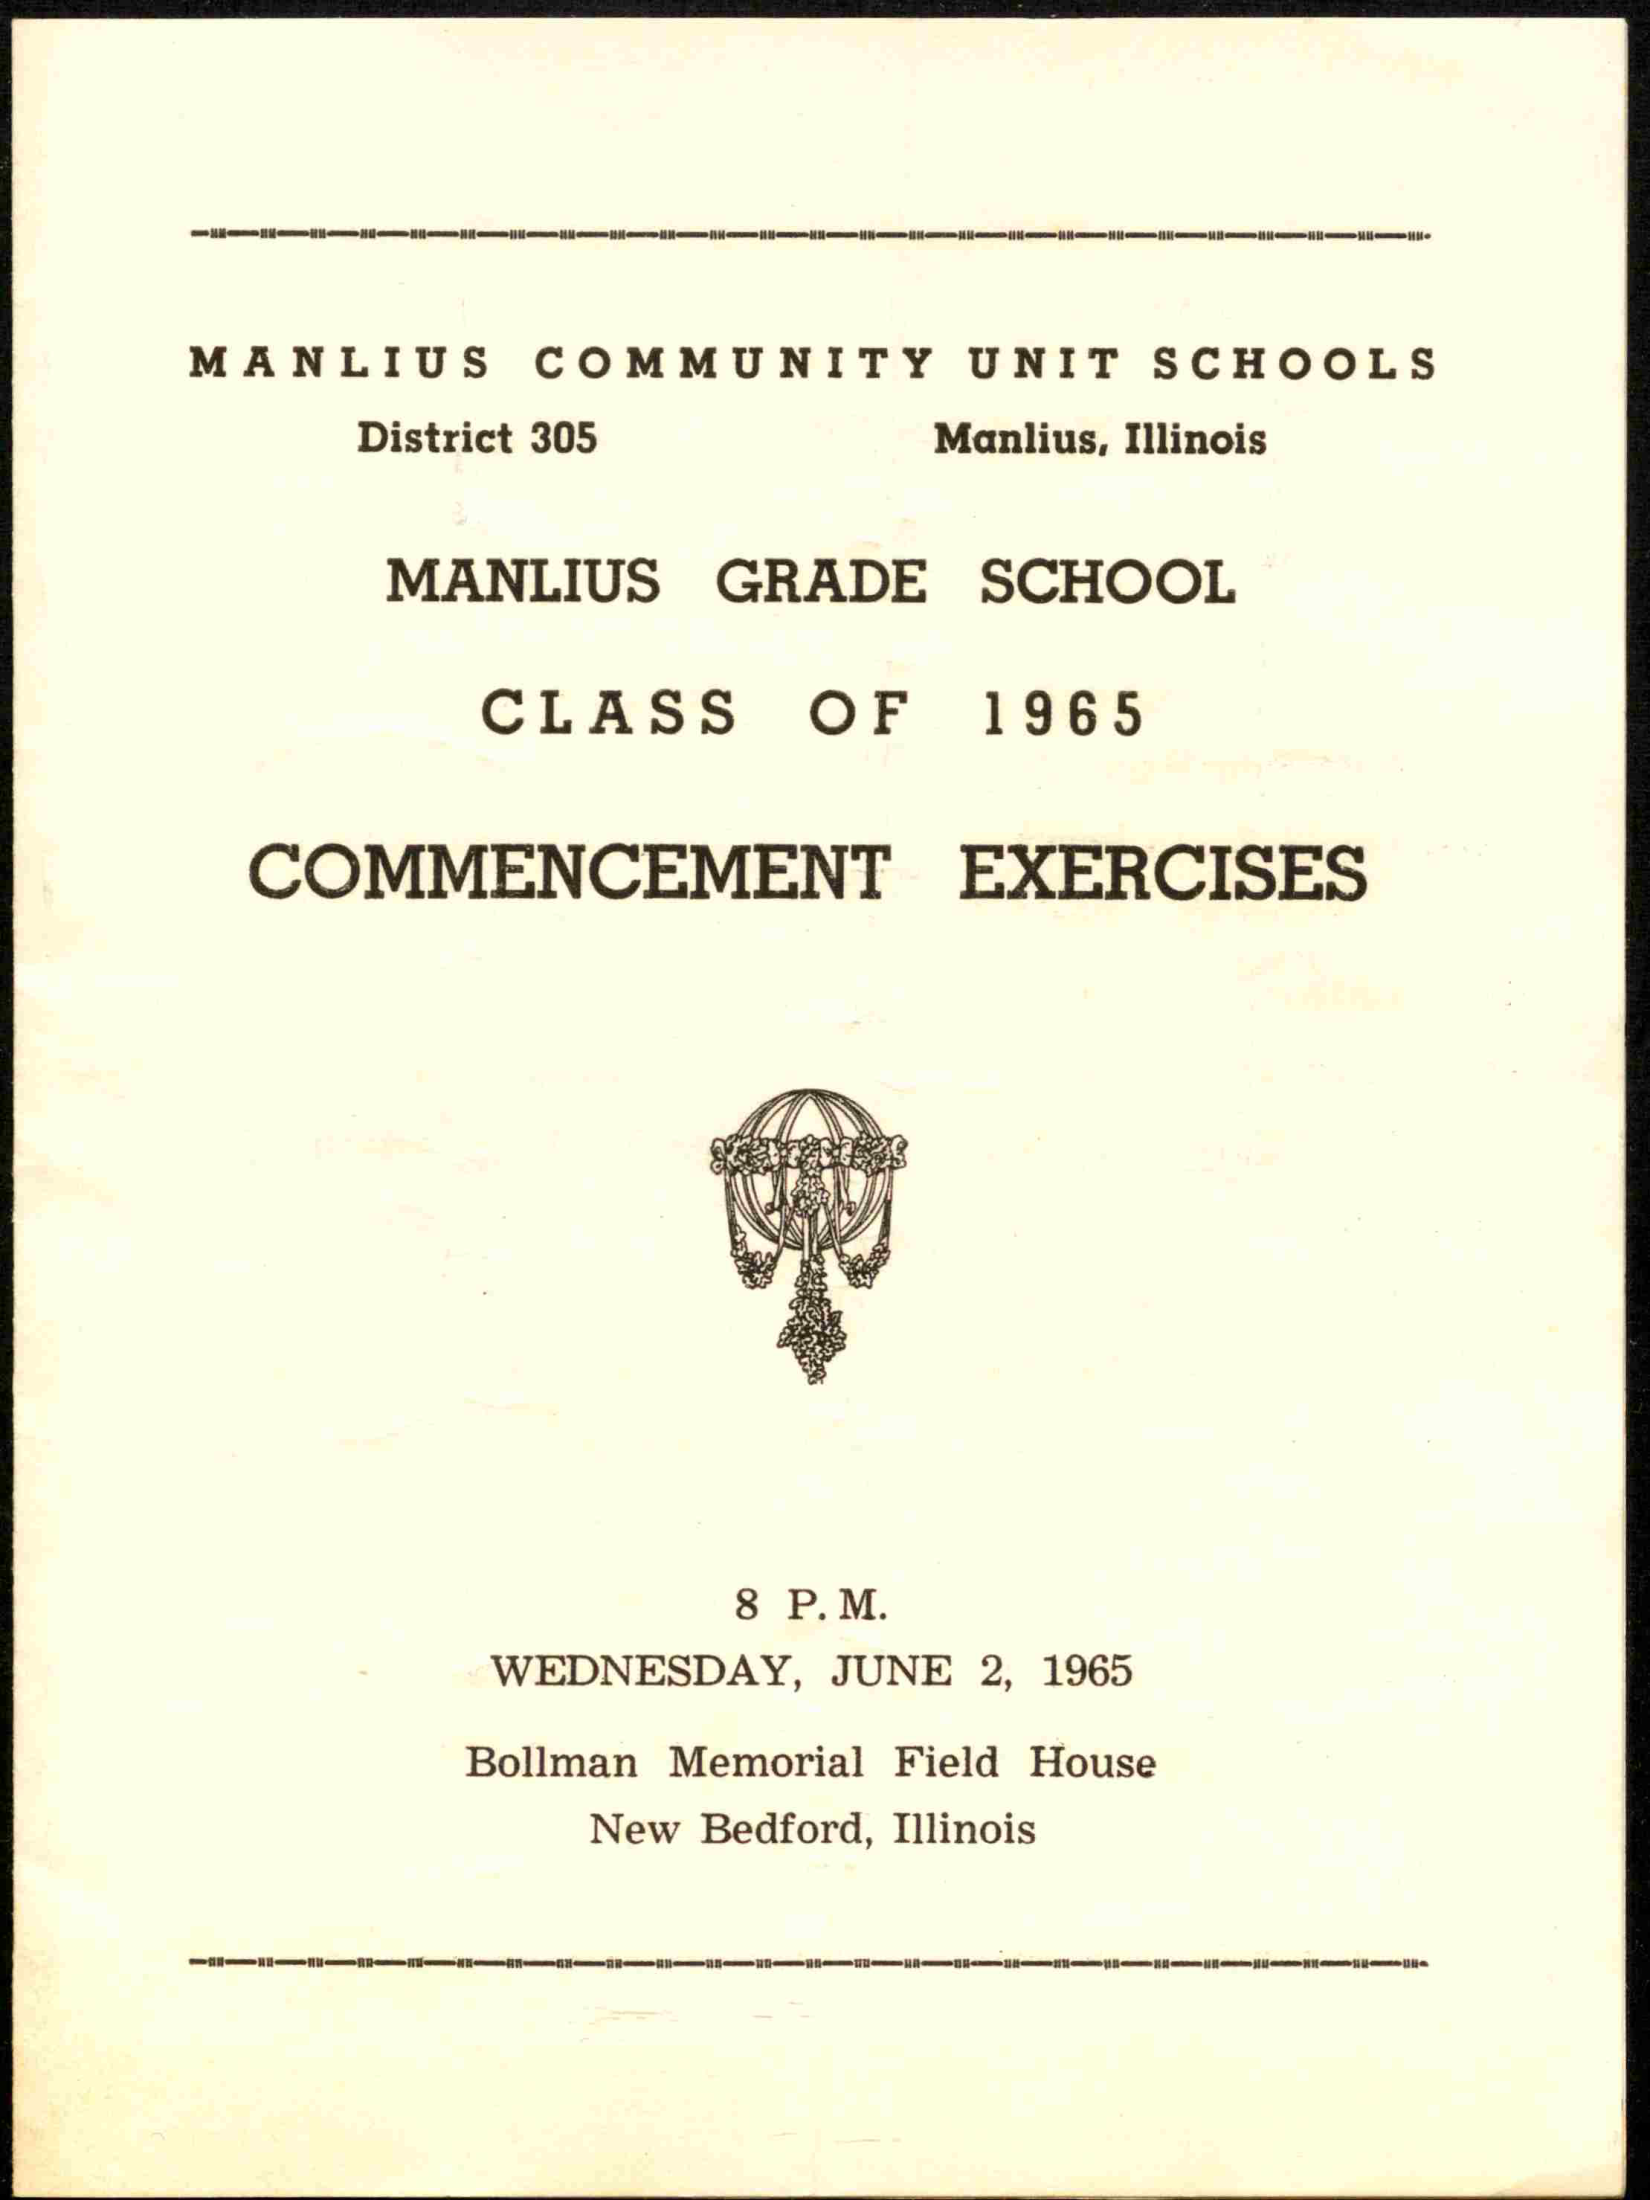 MANLIUS COMMUNITY UNIT SCHOOLS
District 305 Manlius, Illinois
MANLIUS GRADE SCHOOL
CLASS OF 1965
COMMENCEMENT EXERCISES
8 P. M.
WEDNESDAY, JUNE 2, 1965
Bollman Memorial Field House
New Bedford, Illinois